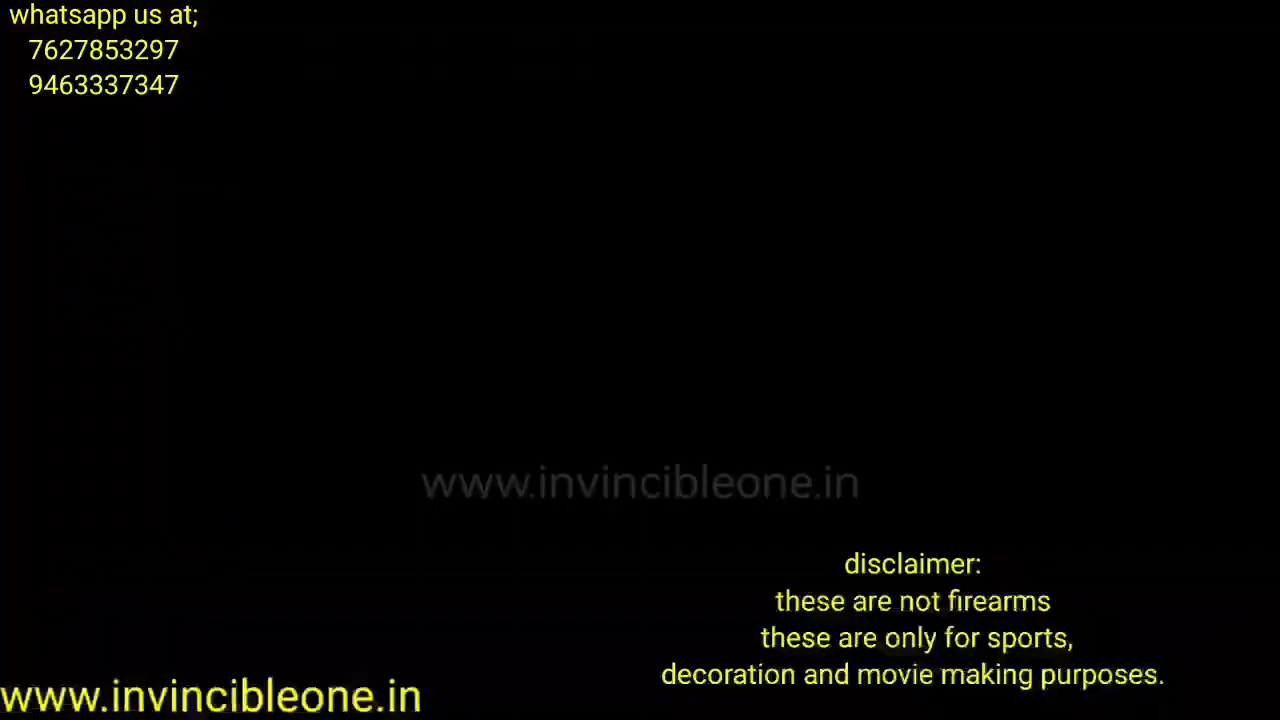 whatsapp us at;
7627853297
9463337347
www.invincibleone.in
disclaimer:
these are not firearms
these are only for sports,
decoration and movie making purposes.
www.invincibleone.in